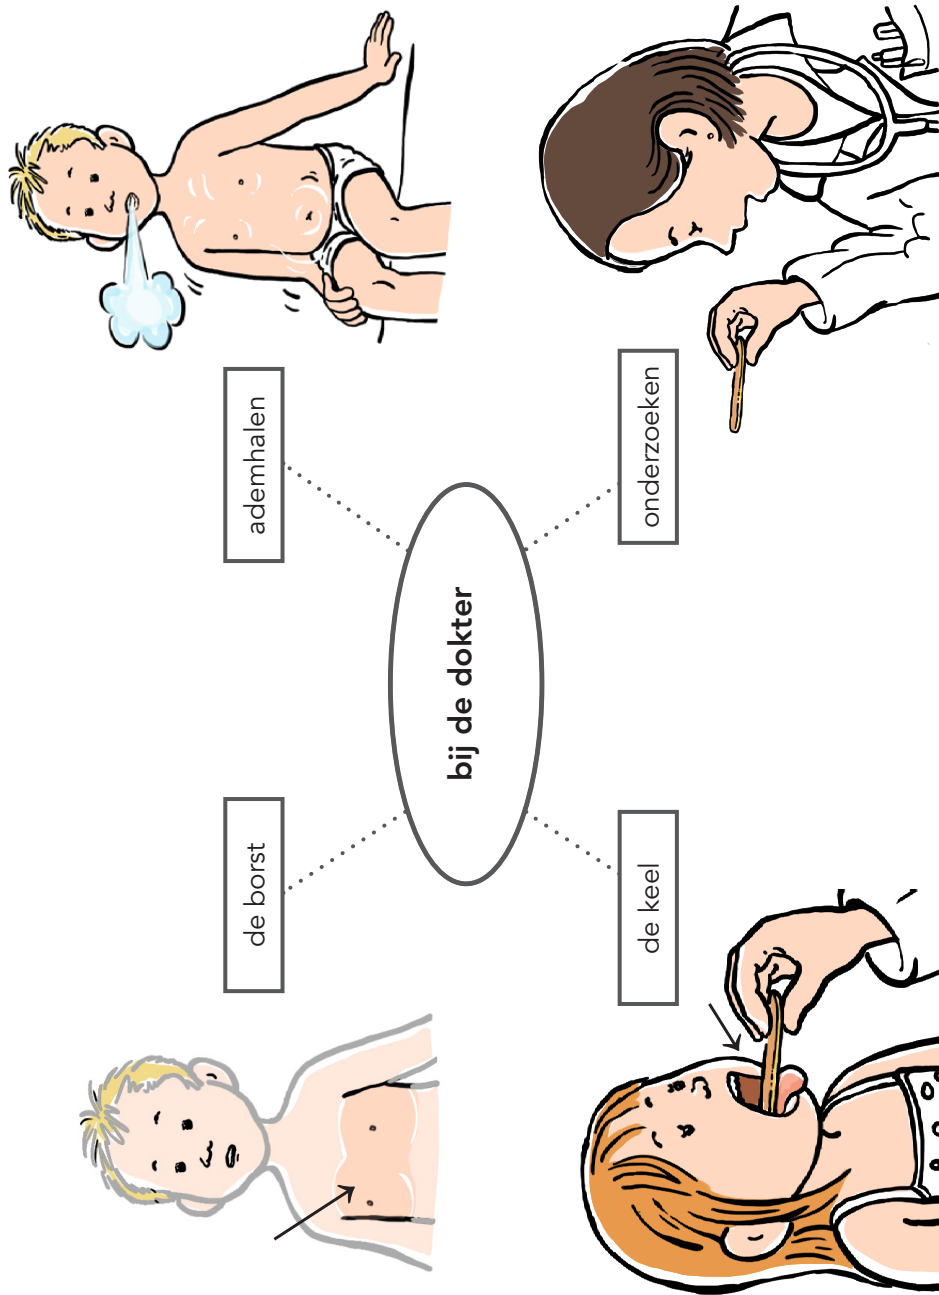 de borst
ademhalen
bij de dokter
de keel
onderzoeken